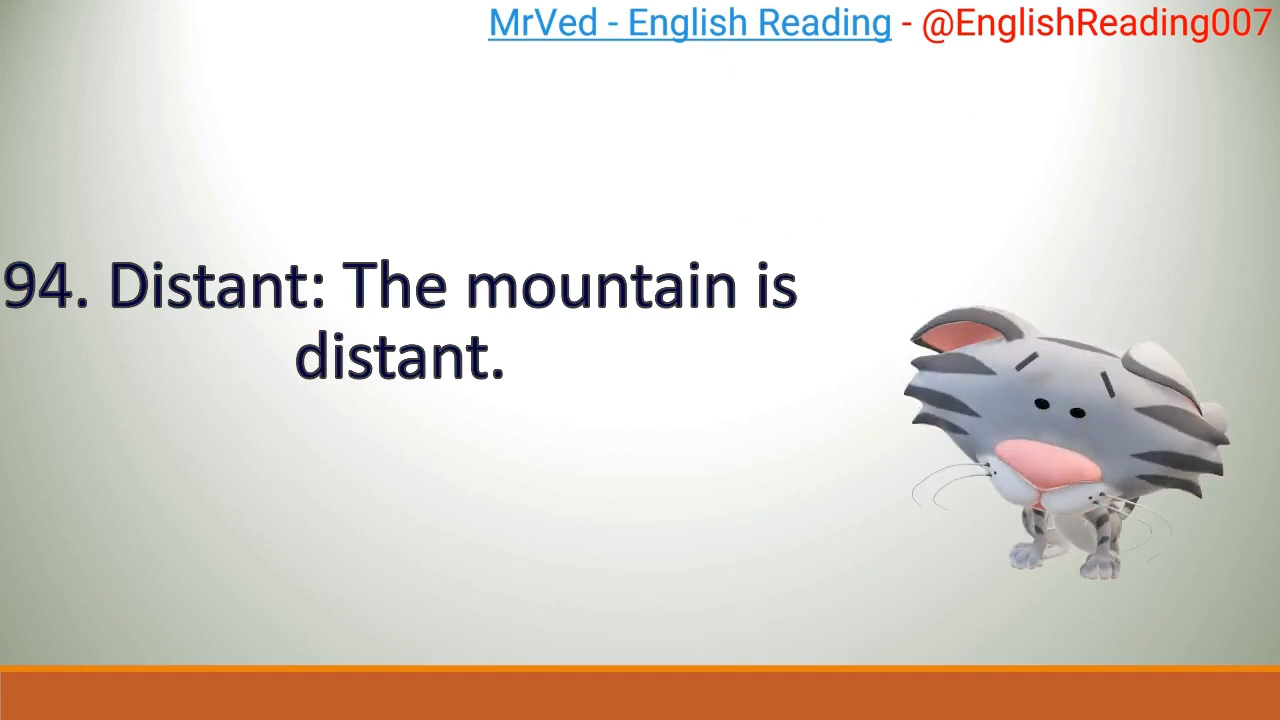 MrVed - English Reading - @EnglishReading007
94. Distant: The mountain is
distant.